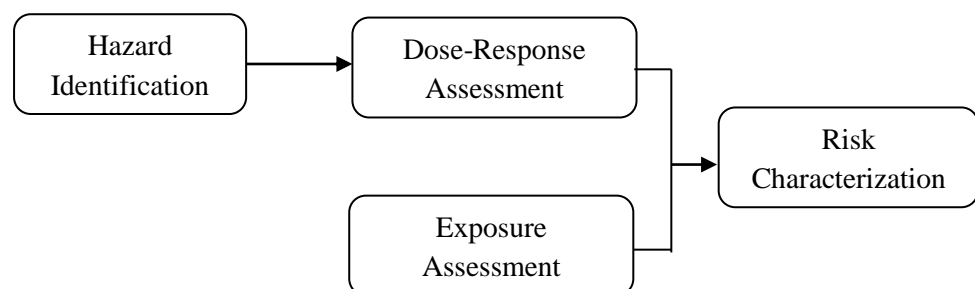 Hazard
Identification
Dose-Response
Assessment
Exposure
Assessment
Risk
Characterization